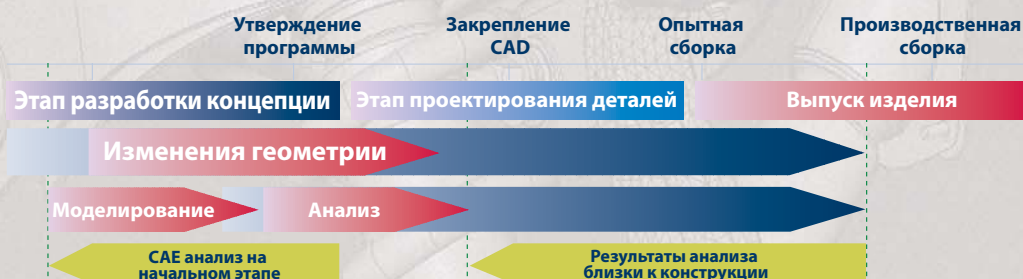 Утверждение
программы
Закрепление
CAD
Опытная
сборка
Производственная
сборка
Этап разработки концепции
Этап проектирования деталей
Выпуск изделия
Изменения геометрии
Моделирование
Анализ
CAE анализ на
начальном этапе
Результаты анализа
близки к конструкции